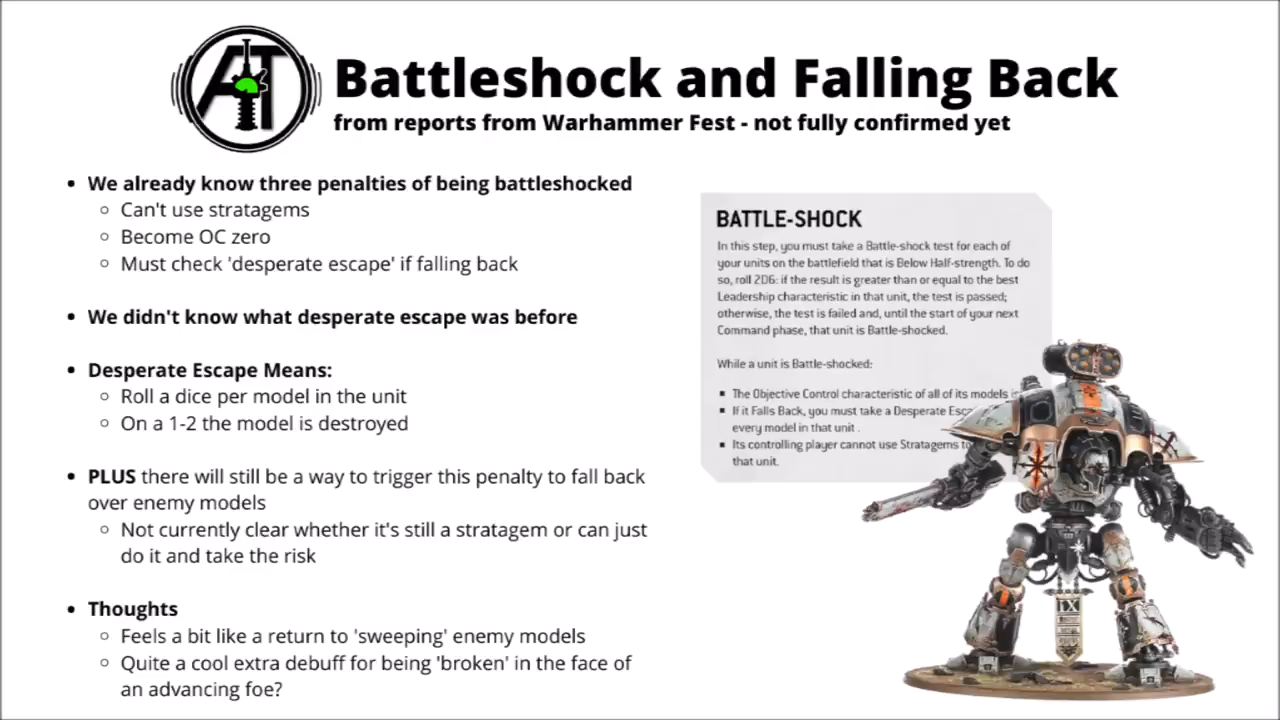 AT
Battleshock and Falling Back
from reports from Warhammer Fest - not fully confirmed yet
• We already know three penalties of being battleshocked
○ Can't use stratagems
○ Become OC zero
○ Must check 'desperate escape' if falling back
• We didn't know what desperate escape was before
• Desperate Escape Means:
○ Roll a dice per model in the unit
○ On a 1-2 the model is destroyed
• PLUS there will still be a way to trigger this penalty to fall back
over enemy models
○ Not currently clear whether it's still a stratagem or can just
do it and take the risk
• Thoughts
○ Feels a bit like a return to 'sweeping' enemy models
○ Quite a cool extra debuff for being 'broken' in the face of
an advancing foe?
BATTLE-SHOCK
In this step, you must take a Battle-shock test for each of
your units on the battlefield that is Below Half-strength. To do
so, roll 2D6: if the result is greater than or equal to the best
Leadership characteristic in that unit, the test is passed;
otherwise, the test is failed and, until the start of your next
Command phase, that unit is Battle-shocked.
While a unit is Battle-shocked:
▪ The Objective Control characteristic of all of its models
▪ If it Falls Back, you must take a Desperate
every model in that unit .
▪ Its controlling player cannot use Stratagems
that unit.
IX